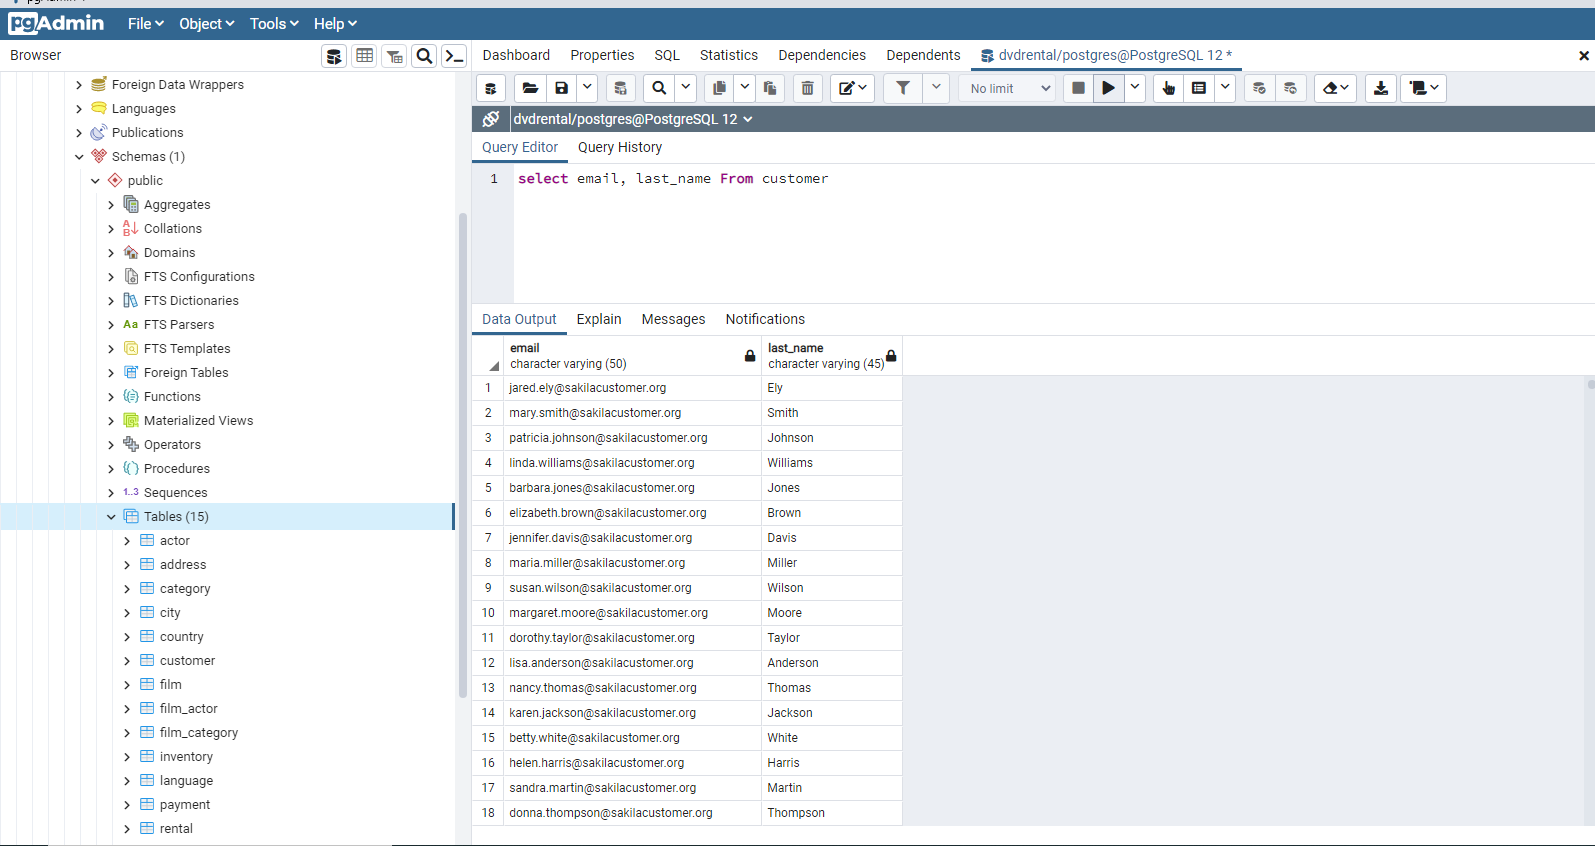 pgAdmin File Object Tools Help
Browser
Dashboard Properties SQL Statistics Dependencies Dependents dvdrental/postgres@PostgreSQL 12 *
Foreign Data Wrappers
Languages
Publications
Schemas (1)
public
Aggregates
Collations
Domains
FTS Configurations
FTS Dictionaries
Aa FTS Parsers
FTS Templates
Foreign Tables
Functions
Materialized Views
Operators
Procedures
1..3 Sequences
Tables (15)
actor
address
category
city
country
customer
film
film_actor
film_category
inventory
language
payment
rental
No limit
dvdrental/postgres@PostgreSQL 12
Query Editor Query History
1 select email, last_name From customer
Data Output Explain Messages Notifications
email last_name
character varying (50) character varying (45)
1 jared.ely@sakilacustomer.org Ely
2 mary.smith@sakilacustomer.org Smith
3 patricia.johnson@sakilacustomer.org Johnson
4 linda.williams@sakilacustomer.org Williams
5 barbara.jones@sakilacustomer.org Jones
6 elizabeth.brown@sakilacustomer.org Brown
7 jennifer.davis@sakilacustomer.org Davis
8 maria.miller@sakilacustomer.org Miller
9 susan.wilson@sakilacustomer.org Wilson
10 margaret.moore@sakilacustomer.org Moore
11 dorothy.taylor@sakilacustomer.org Taylor
12 lisa.anderson@sakilacustomer.org Anderson
13 nancy.thomas@sakilacustomer.org Thomas
14 karen.jackson@sakilacustomer.org Jackson
15 betty.white@sakilacustomer.org White
16 helen.harris@sakilacustomer.org Harris
17 sandra.martin@sakilacustomer.org Martin
18 donna.thompson@sakilacustomer.org Thompson